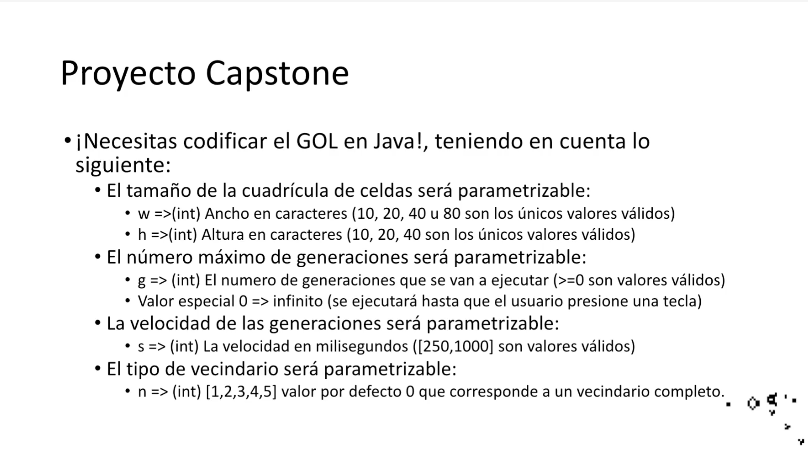 Proyecto Capstone
• ¡Necesitas codificar el GOL en Java!, teniendo en cuenta lo
siguiente:
• El tamaño de la cuadrícula de celdas será parametrizable:
• w =>(int) Ancho en caracteres (10, 20, 40 u 80 son los únicos valores válidos)
• h =>(int) Altura en caracteres (10, 20, 40 son los únicos valores válidos)
• El número máximo de generaciones será parametrizable:
• g => (int) El numero de generaciones que se van a ejecutar (>=0 son valores válidos)
• Valor especial 0 => infinito (se ejecutará hasta que el usuario presione una tecla)
• La velocidad de las generaciones será parametrizable:
• s => (int) La velocidad en milisegundos ([250,1000] son valores válidos)
• El tipo de vecindario será parametrizable:
• n => (int) [1,2,3,4,5] valor por defecto 0 que corresponde a un vecindario completo.